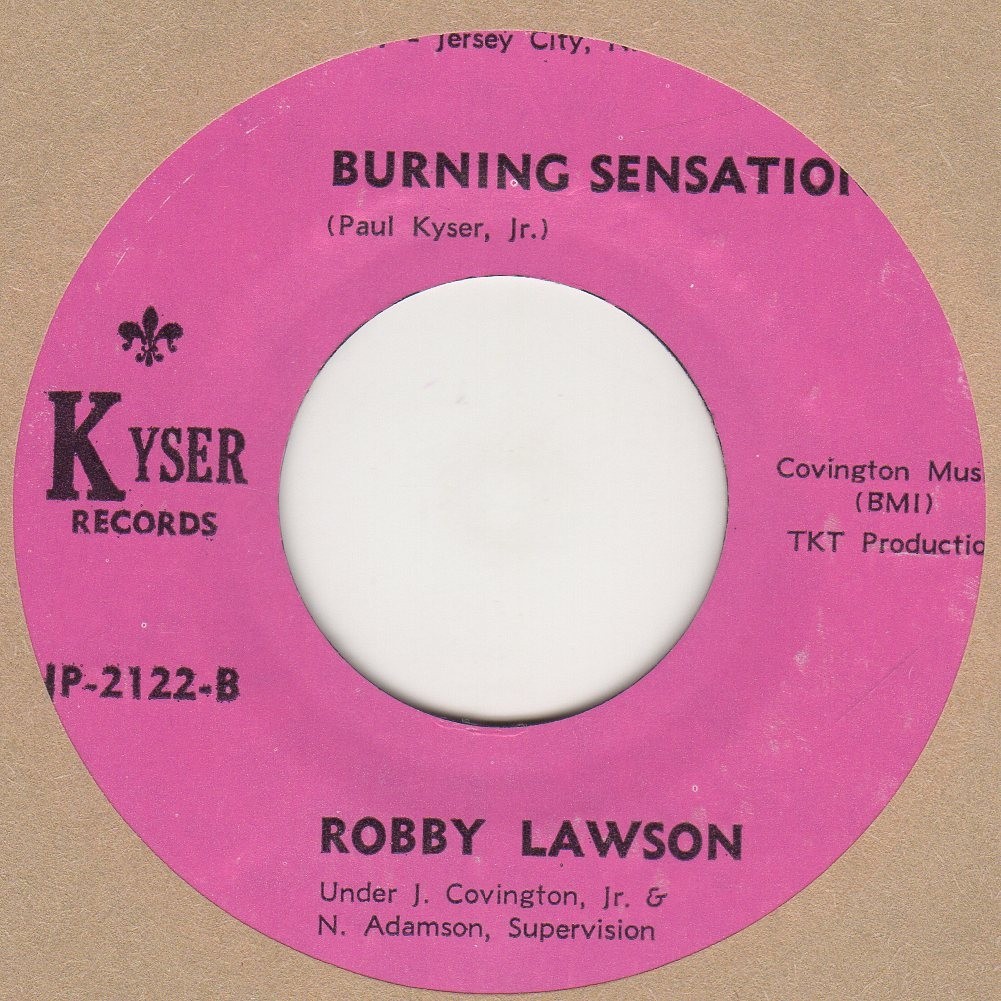 - Jersey City,
BURNING SENSATION
(Paul Kyser, Jr.)
KYSER
RECORDS
Covington Mus
(BMI)
TKT Productio
P-2122-B
ROBBY LAWSON
Under J. Covington, Jr. &
N. Adamson, Supervision